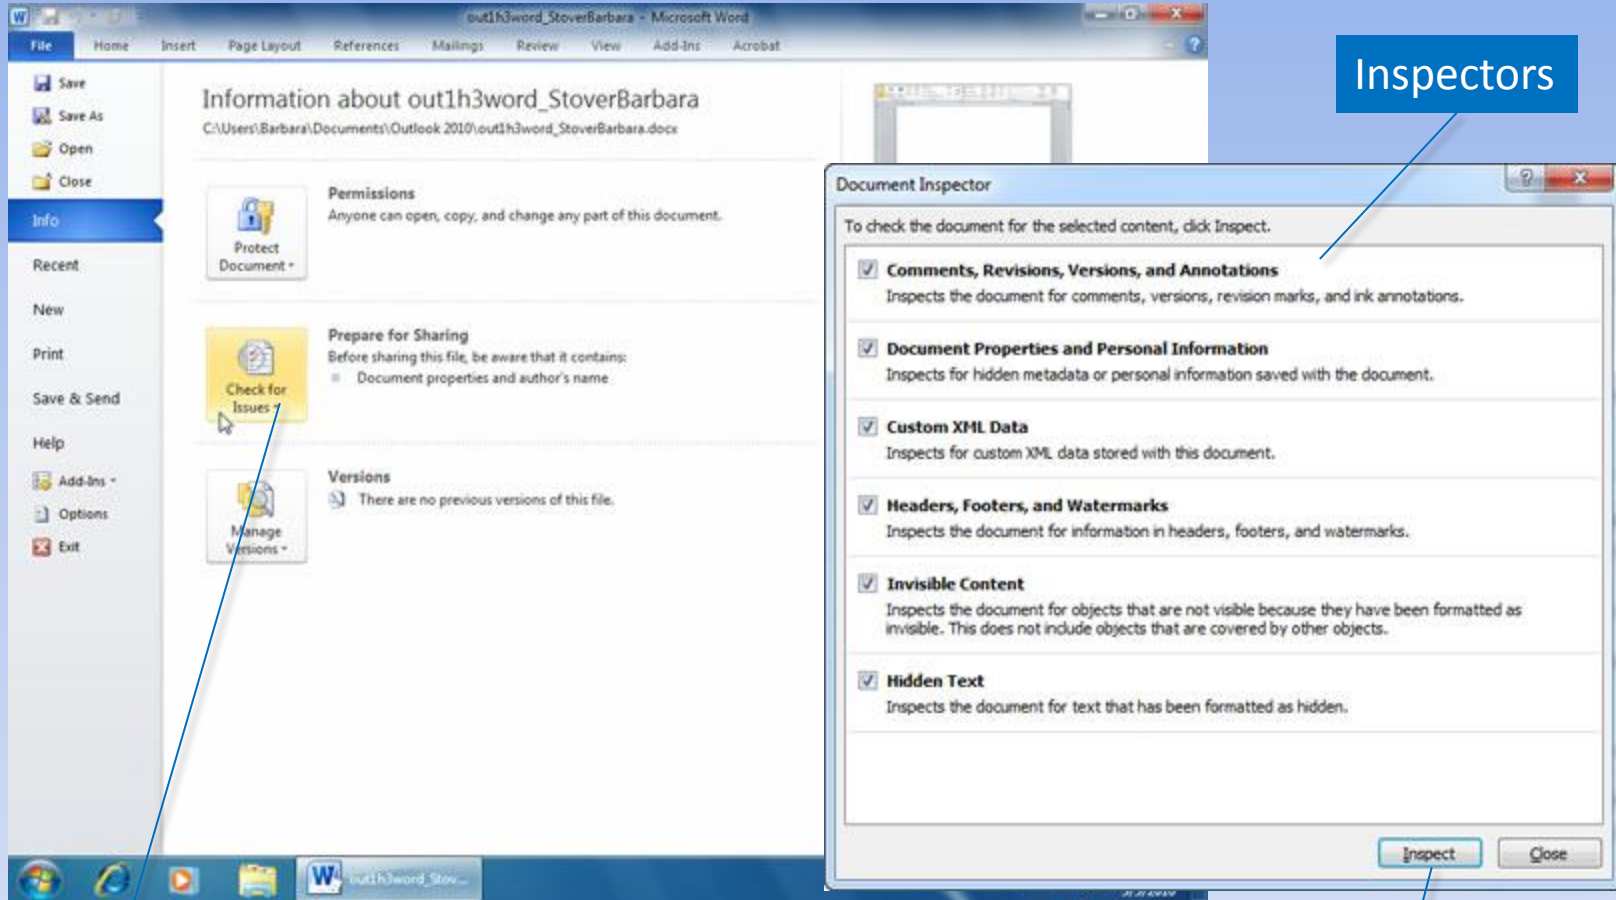 out1h3word_StoverBarbara - Microsoft Word
File Home Insert Page Layout References Mailings Review View Add-Ins Acrobat
Inspectors
Save
Save As
Open
Close
Info
Recent
New
Print
Save & Send
Help
Add-Ins
Options
Exit
Information about out1h3word_StoverBarbara
C:\Users\Barbara\Documents\Outlook 2010\out1h3word_StoverBarbara.docx
Protect
Document
Permissions
Anyone can open, copy, and change any part of this document.
Check for
Issues
Prepare for Sharing
Before sharing this file, be aware that it contains:
Document properties and author's name
Manage
Versions
Versions
There are no previous versions of this file.
Document Inspector
To check the document for the selected content, click Inspect.
Comments, Revisions, Versions, and Annotations
Inspects the document for comments, versions, revision marks, and ink annotations.
Document Properties and Personal Information
Inspects for hidden metadata or personal information saved with the document.
Custom XML Data
Inspects for custom XML data stored with this document.
Headers, Footers, and Watermarks
Inspects the document for information in headers, footers, and watermarks.
Invisible Content
Inspects the document for objects that are not visible because they have been formatted as
invisible. This does not include objects that are covered by other objects.
Hidden Text
Inspects the document for text that has been formatted as hidden.
Inspect Close
out1h3word_Stov...